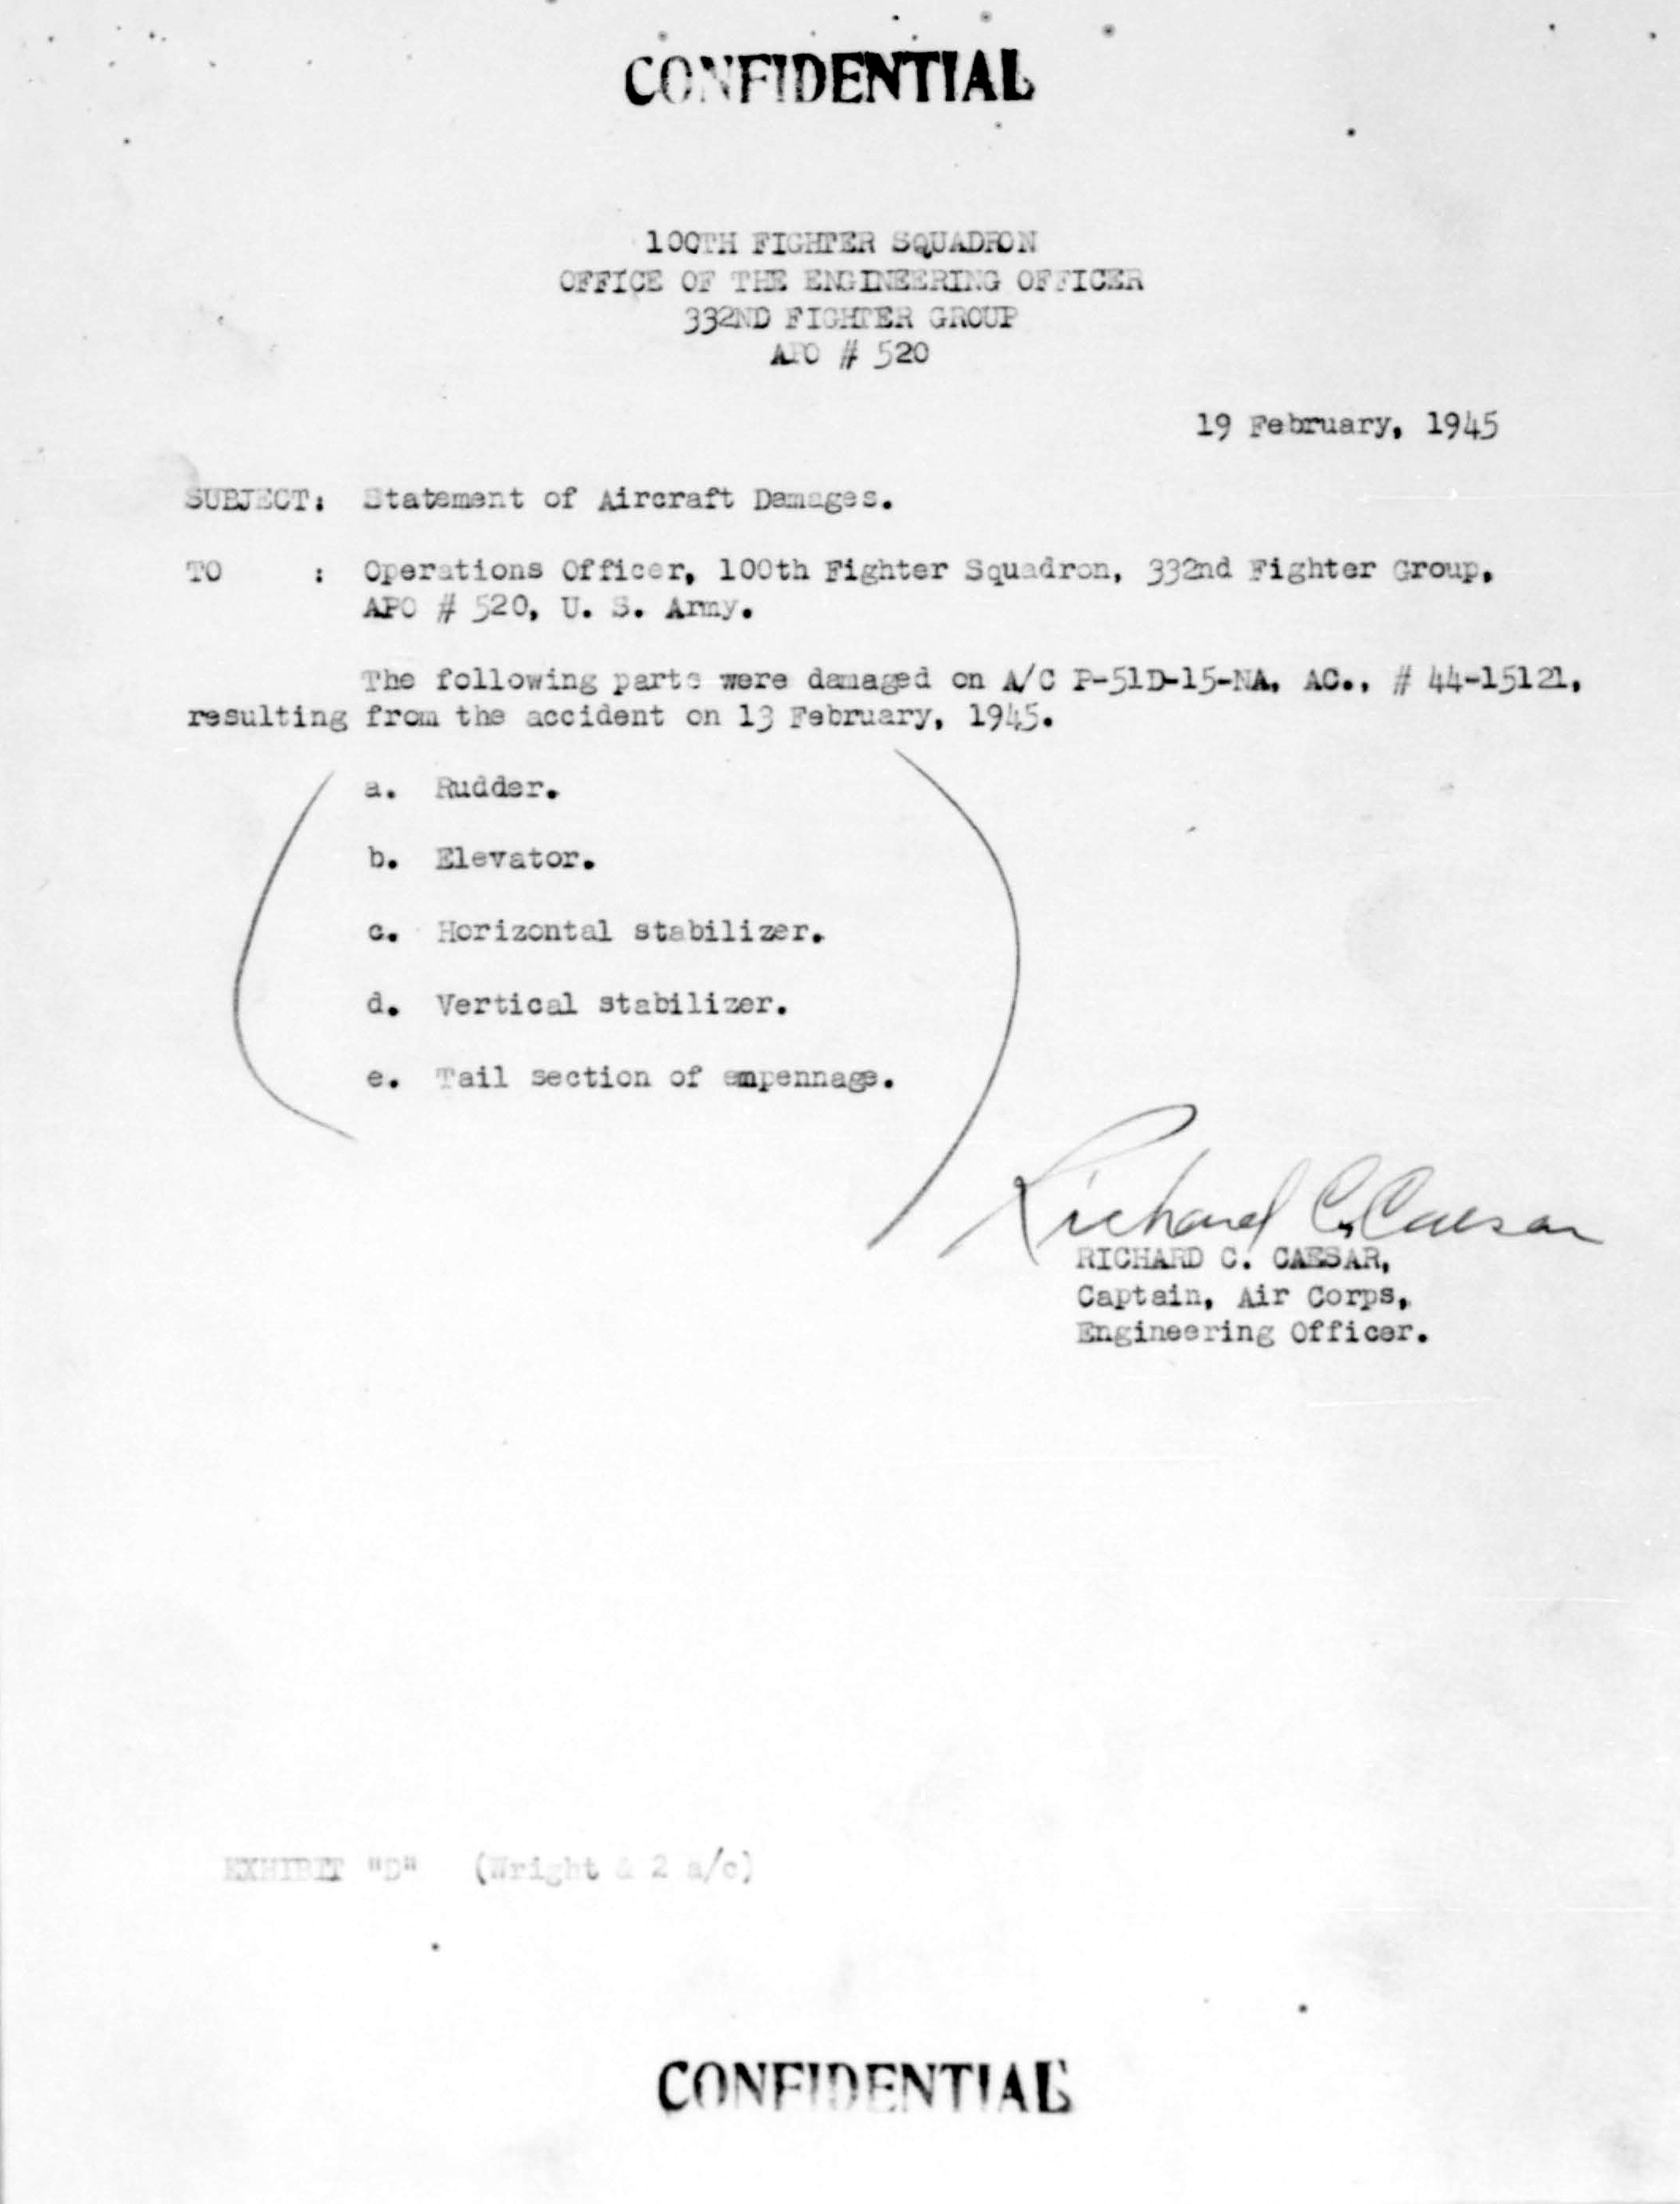 CONFIDENTIAL
100TH FIGHTER SQUADRON
OFFICE OF THE ENGINEERING OFFICER
332ND FIGHTER GROUP
APO # 520
19 February, 1945
SUBJECT: Statement of Aircraft Damages.
TO : Operations Officer, 100th Fighter Squadron, 332nd Fighter Group,
APO # 520, U. S. Army.
The following parts were damaged on A/C P-51D-15-NA, AC., # 44-15121,
resulting from the accident on 13 February, 1945.
a. Rudder.
b. Elevator.
c. Horizontal stabilizer.
d. Vertical stabilizer.
e. Tail section of empennage.
Richard C. Caesar
RICHARD C. CAESAR,
Captain, Air Corps,
Engineering Officer.
EXHIBIT "D" (Wright & 2 a/c)
CONFIDENTIAL